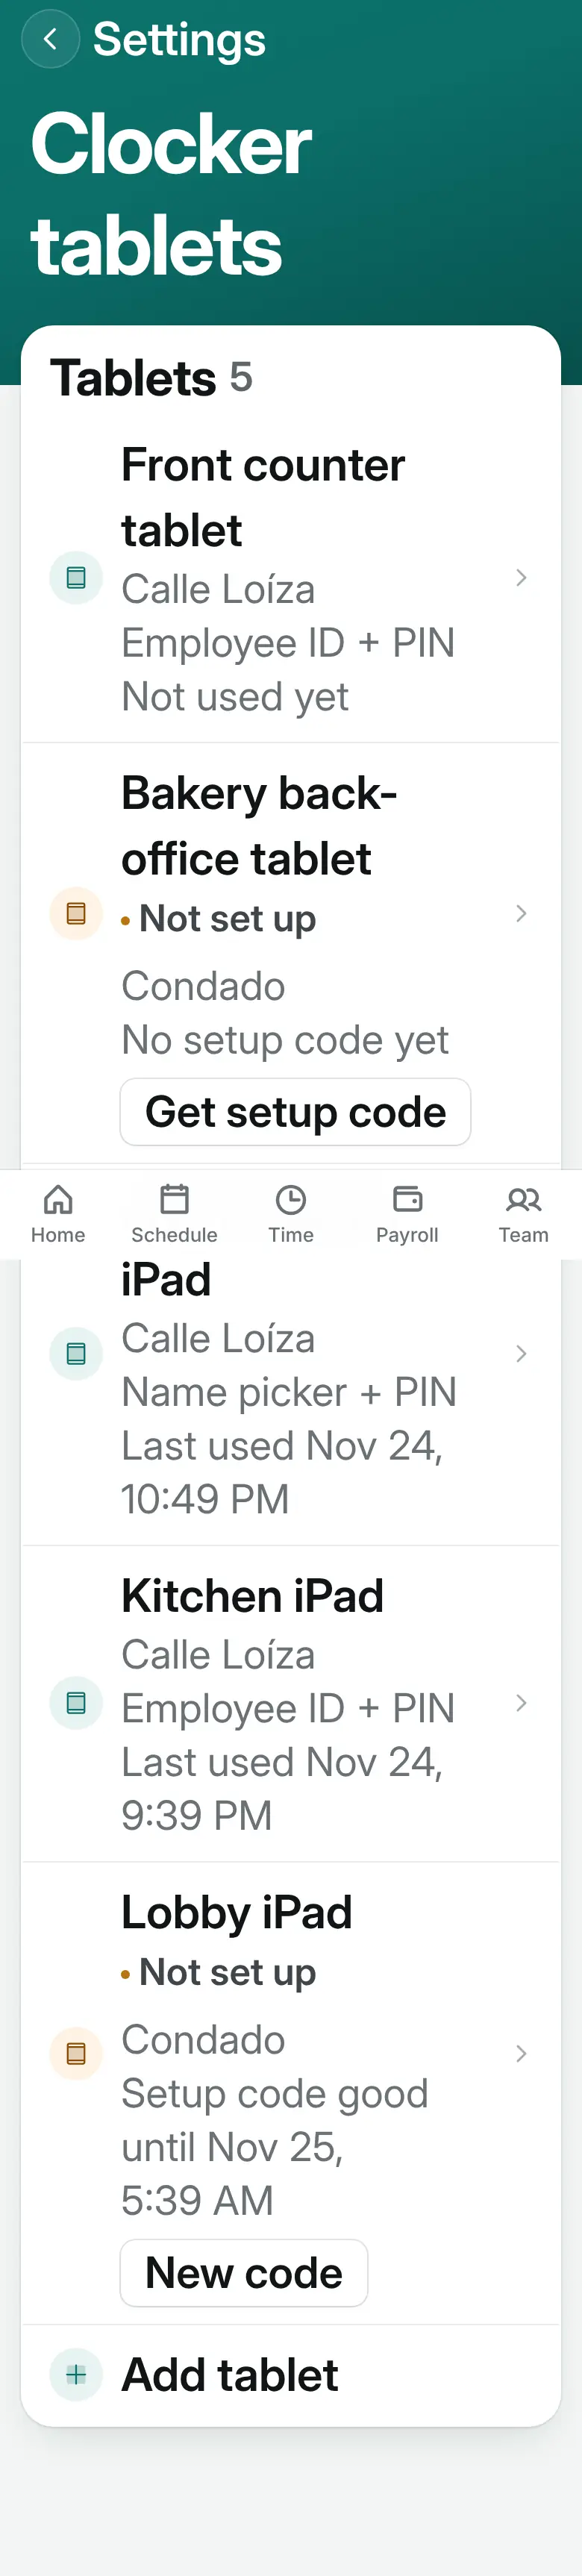 Settings
Clocker
tablets
Tablets 5
Front counter
tablet
Calle Loíza
Employee ID + PIN
Not used yet
Bakery back-
office tablet
Not set up
Condado
No setup code yet
Get setup code
Home
Schedule
Time
Payroll
Team
iPad
Calle Loíza
Name picker + PIN
Last used Nov 24,
10:49 PM
Kitchen iPad
Calle Loíza
Employee ID + PIN
Last used Nov 24,
9:39 PM
Lobby iPad
Not set up
Condado
Setup code good
until Nov 25,
5:39 AM
New code
Add tablet